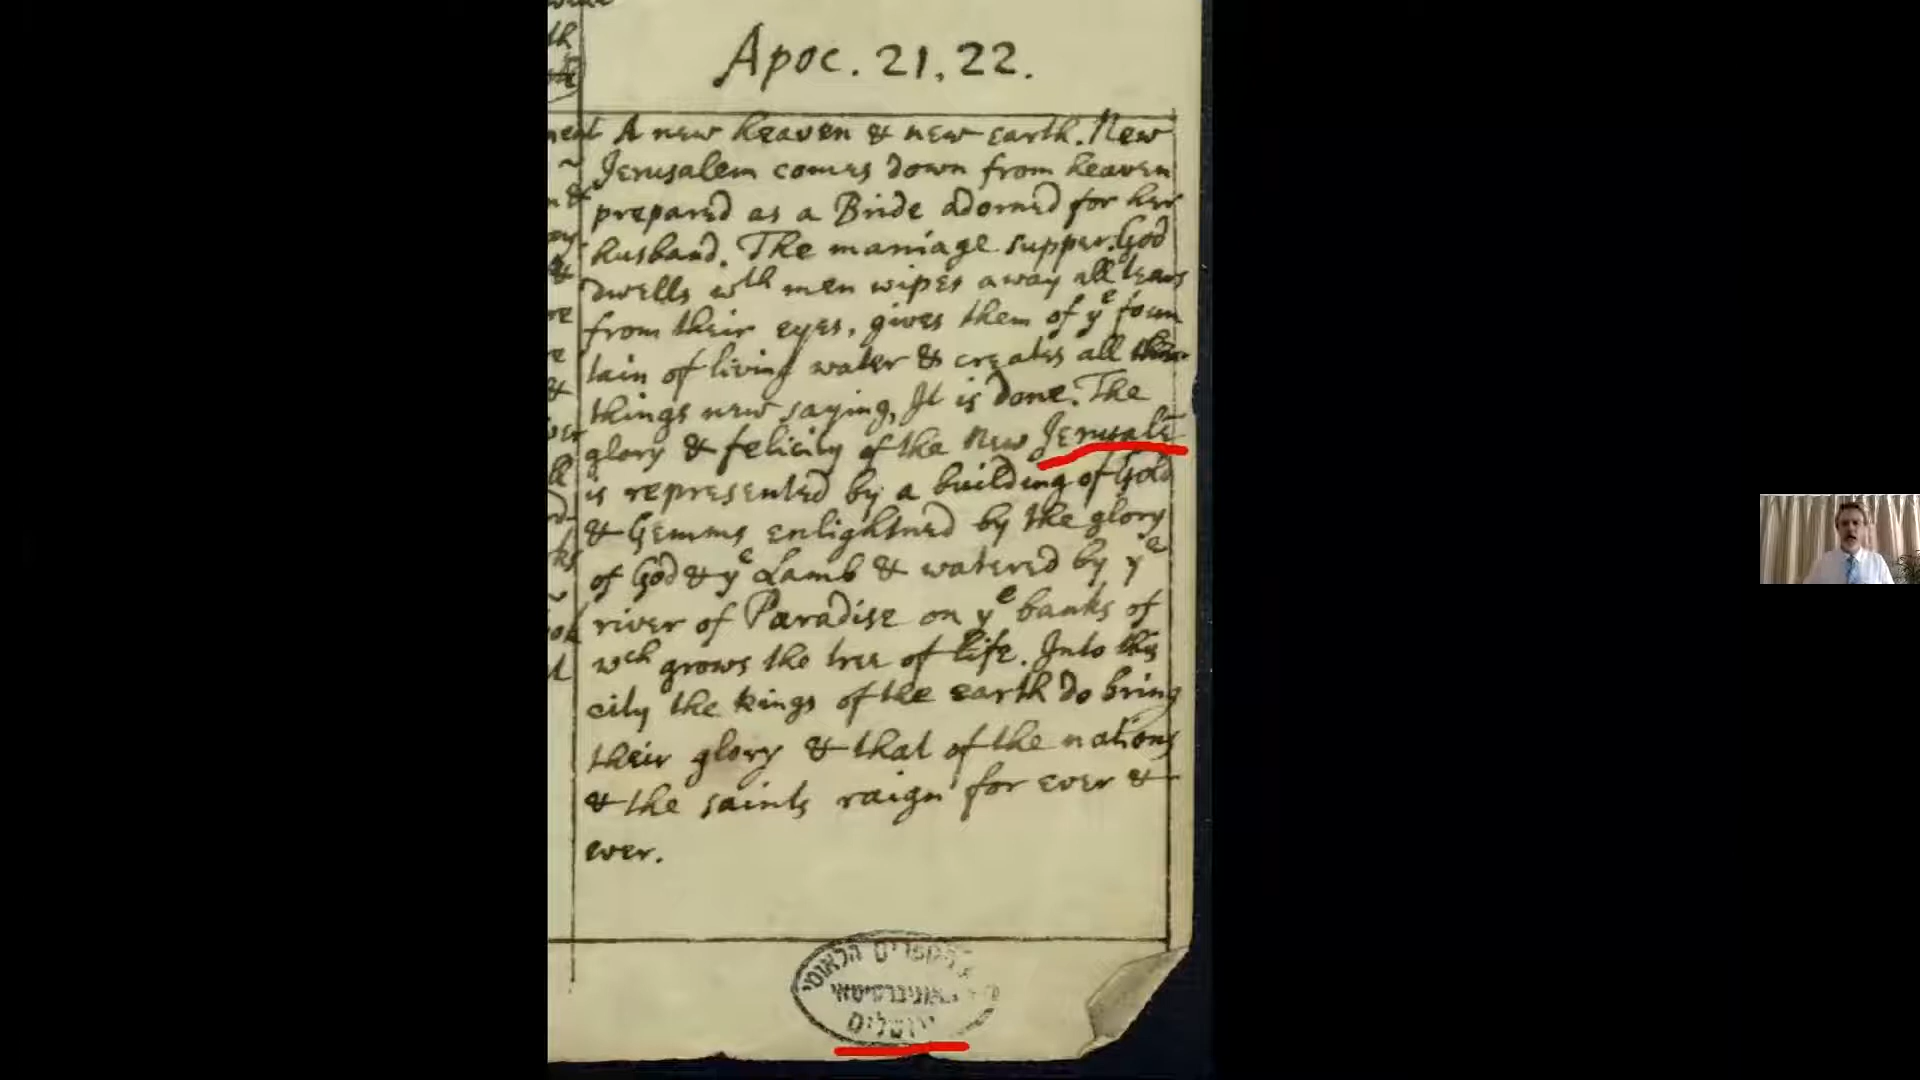 Apoc. 21, 22.
A new heaven & new earth. New
Jerusalem comes down from heaven
prepared as a Bride adorned for her
husband. The marriage supper. God
dwells wth men wipes away all tears
from their eyes, gives them of ye foun
tain of living water & creates all
things new saying, It is done. The
glory & felicity of the New Jerusalē
is represented by a building of Gold
& Gemms enlightned by the glory
of God & ye Lamb & watered by ye
river of Paradise on ye banks of
wch grows the tree of life. Into this
city the kings of the earth do bring
their glory & that of the nations
& the saints raign for ever &
ever.
הספרים הלאומי
ירושלים